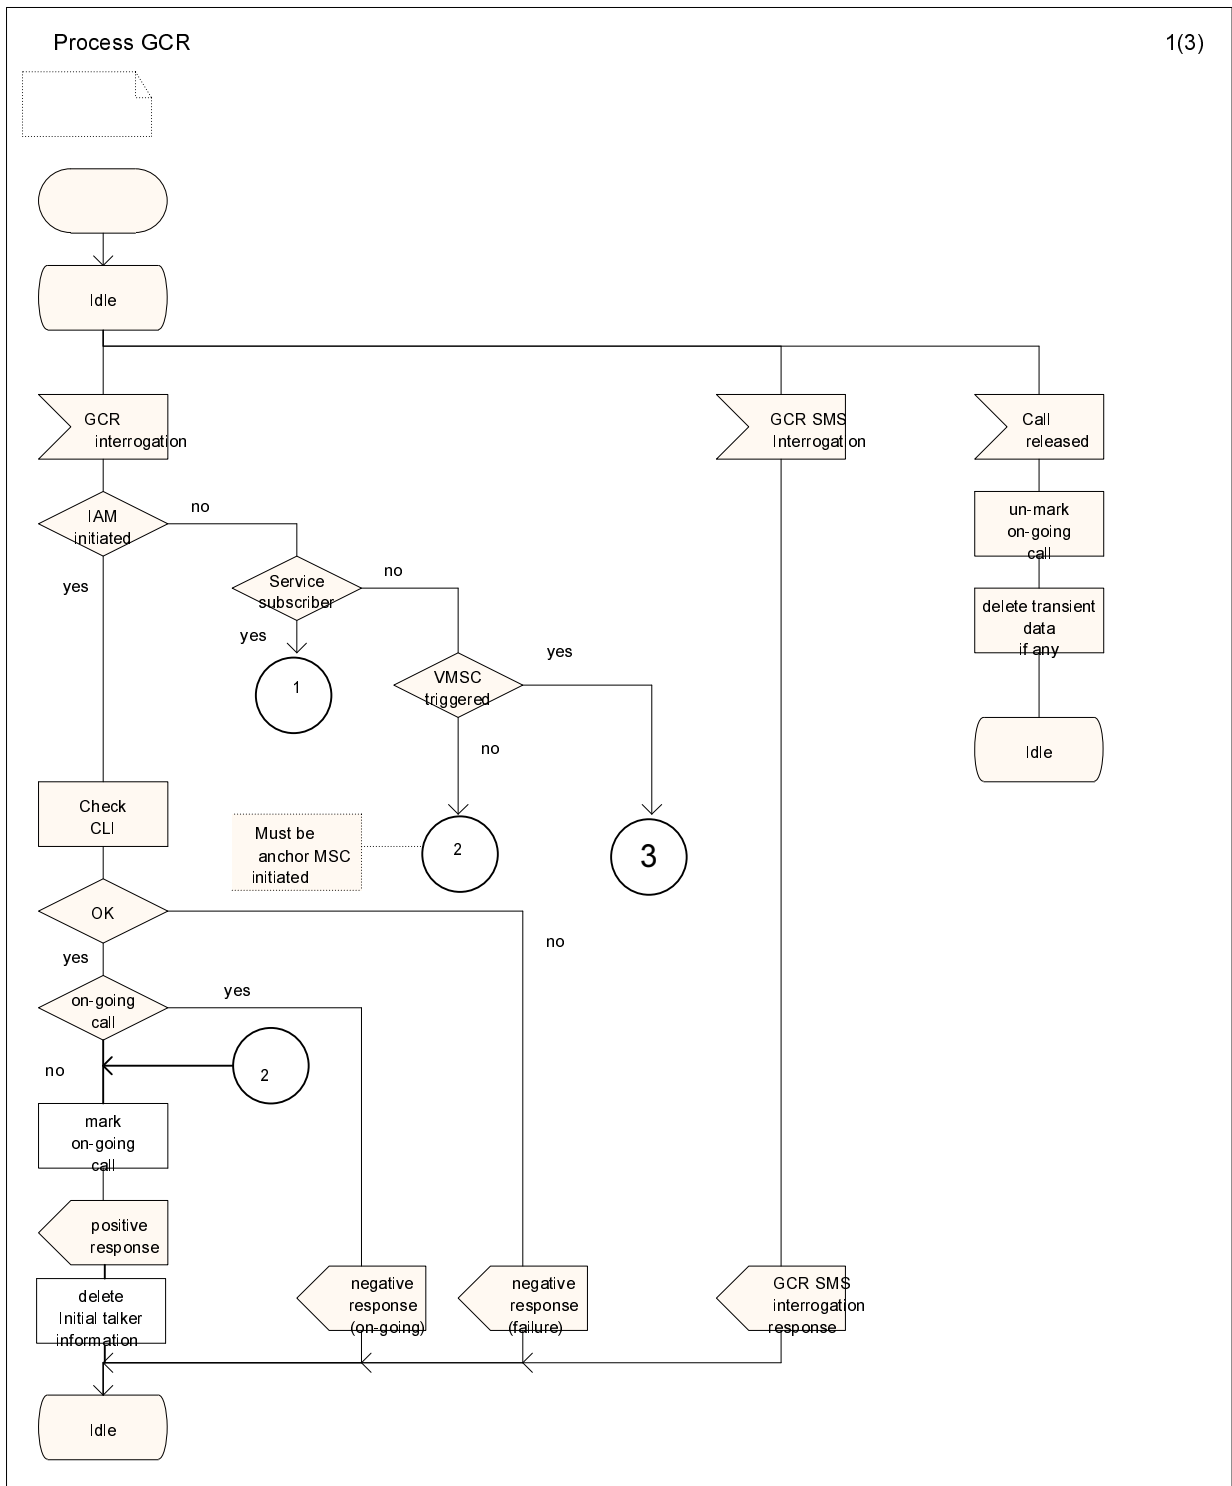 Process GCR
1(3)
Idle
GCR
interrogation
GCR SMS
Interrogation
Call
released
IAM
initiated
no
yes
un-mark
on-going
call
Service
subscriber
no
yes
delete transient
data
if any
1
VMSC
triggered
yes
no
Idle
Check
CLI
Must be
anchor MSC
initiated
2
3
OK
no
yes
on-going
call
yes
no
2
mark
on-going
call
positive
response
delete
Initial talker
information
negative
response
(on-going)
negative
response
(failure)
GCR SMS
interrogation
response
Idle